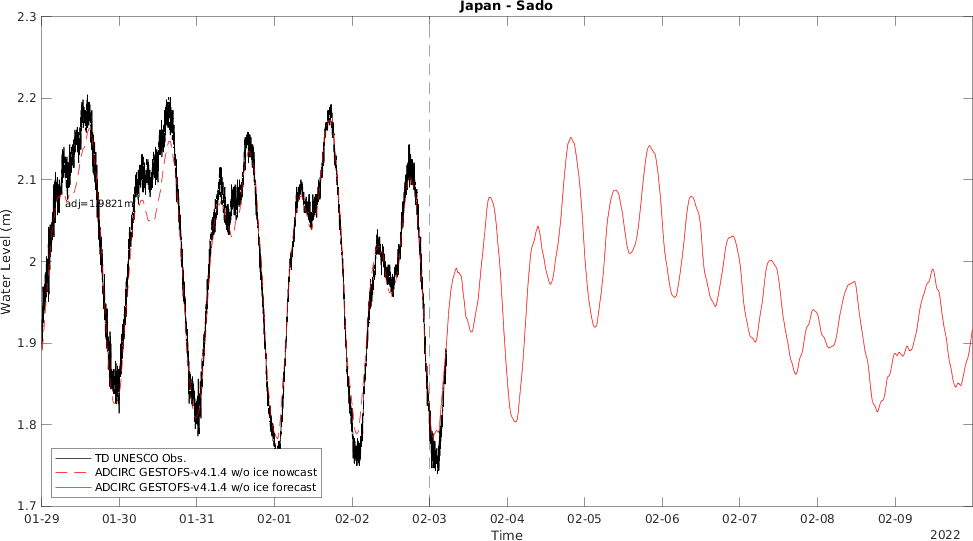 Japan - Sado
2.3
2.2
2.1
2
1.9
1.8
1.7
Water Level (m)
adj=1.9821m
TD UNESCO Obs.
ADCIRC GESTOFS-v4.1.4 w/o ice nowcast
ADCIRC GESTOFS-v4.1.4 w/o ice forecast
01-29 01-30 01-31 02-01 02-02 02-03 02-04 02-05 02-06 02-07 02-08 02-09
Time
2022